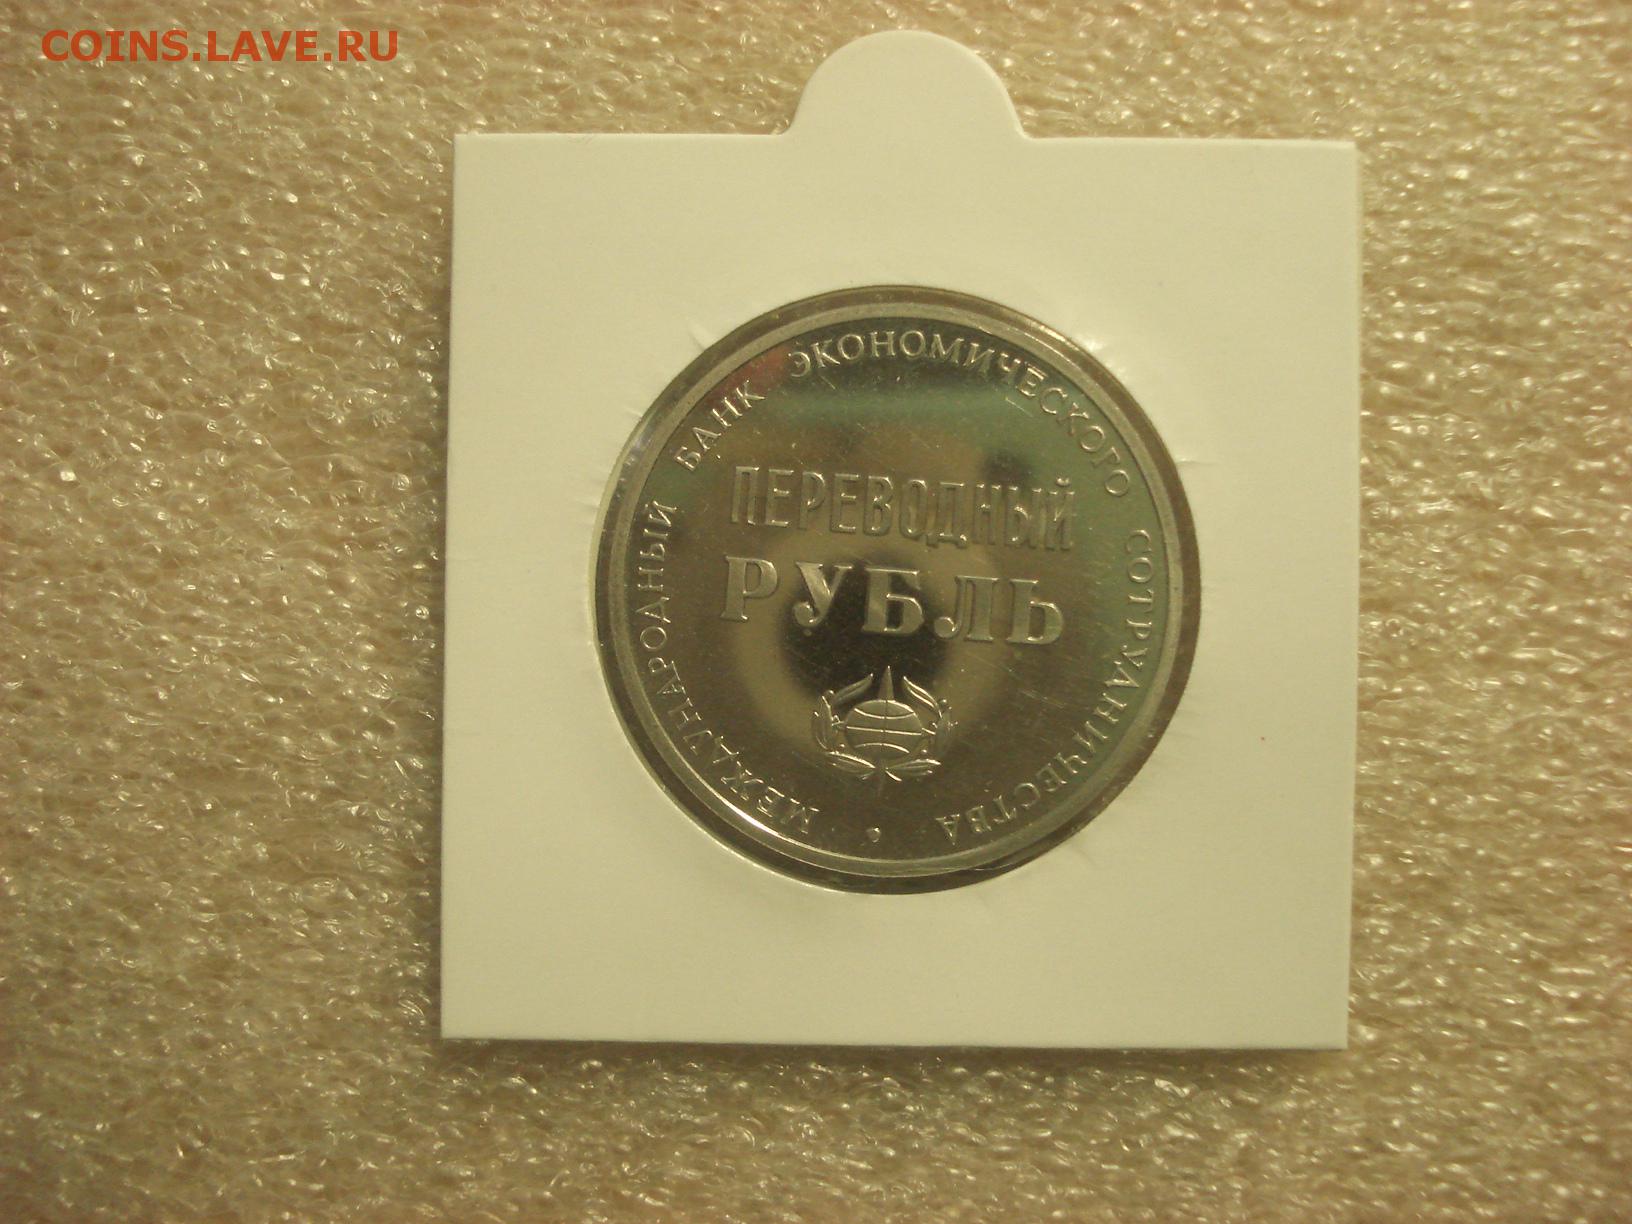 COINS.LAVE.RU
МЕЖДУНАРОДНЫЙ БАНК ЭКОНОМИЧЕСКОГО СОТРУДНИЧЕСТВА
ПЕРЕВОДНЫЙ
РУБЛЬ